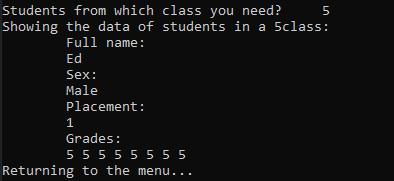 Students from which class you need?     5
Showing the data of students in a 5class:
Full name:
Ed
Sex:
Male
Placement:
1
Grades:
5 5 5 5 5 5 5 5
Returning to the menu...